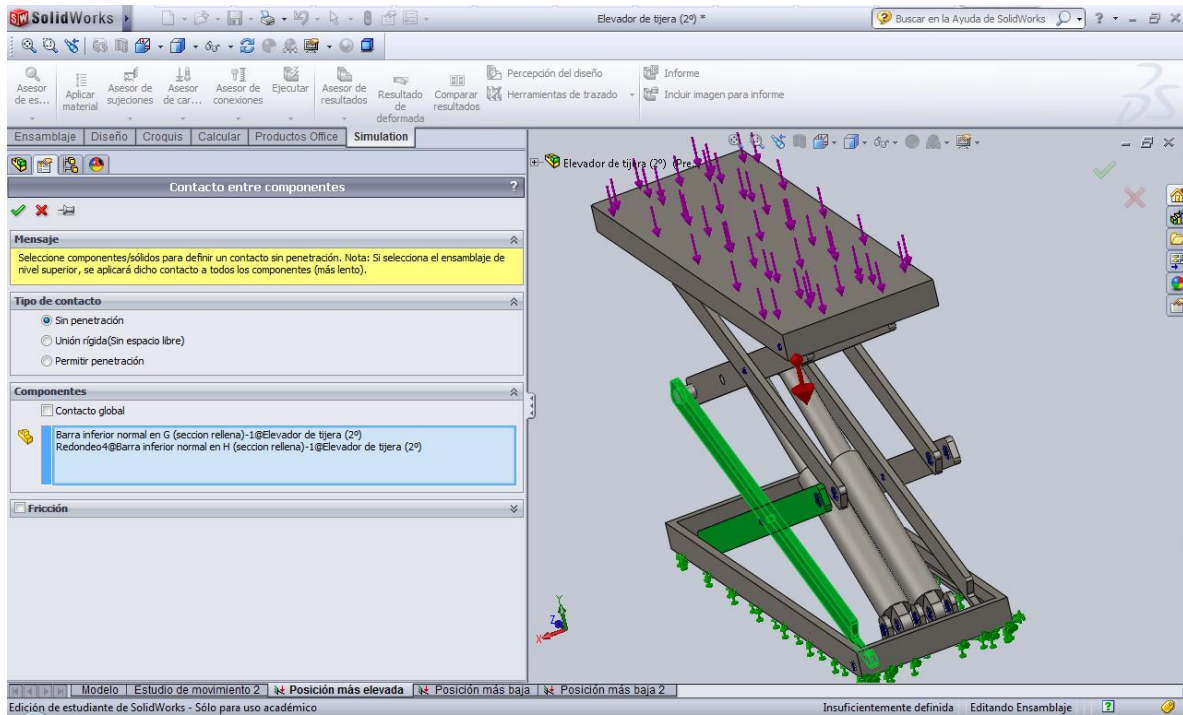 SolidWorks
Elevador de tijera (2º) *
Buscar en la Ayuda de SolidWorks
Asesor de es...
Aplicar material
Asesor de sujeciones
Asesor de car...
Asesor de conexiones
Ejecutar
Asesor de resultados
Resultado de deformada
Comparar resultados
Percepción del diseño
Herramientas de trazado
Informe
Incluir imagen para informe
Ensamblaje Diseño Croquis Calcular Productos Office Simulation
Elevador de tijera (2º) (Pre...
Contacto entre componentes ?
Mensaje
Seleccione componentes/sólidos para definir un contacto sin penetración. Nota: Si selecciona el ensamblaje de
nivel superior, se aplicará dicho contacto a todos los componentes (más lento).
Tipo de contacto
Sin penetración
Unión rígida(Sin espacio libre)
Permitir penetración
Componentes
Contacto global
Barra inferior normal en G (seccion rellena)-1@Elevador de tijera (2º)
Redondeo4@Barra inferior normal en H (seccion rellena)-1@Elevador de tijera (2º)
Fricción
Y
Z
X
Modelo Estudio de movimiento 2 Posición más elevada Posición más baja Posición más baja 2
Edición de estudiante de SolidWorks - Sólo para uso académico
Insuficientemente definida Editando Ensamblaje